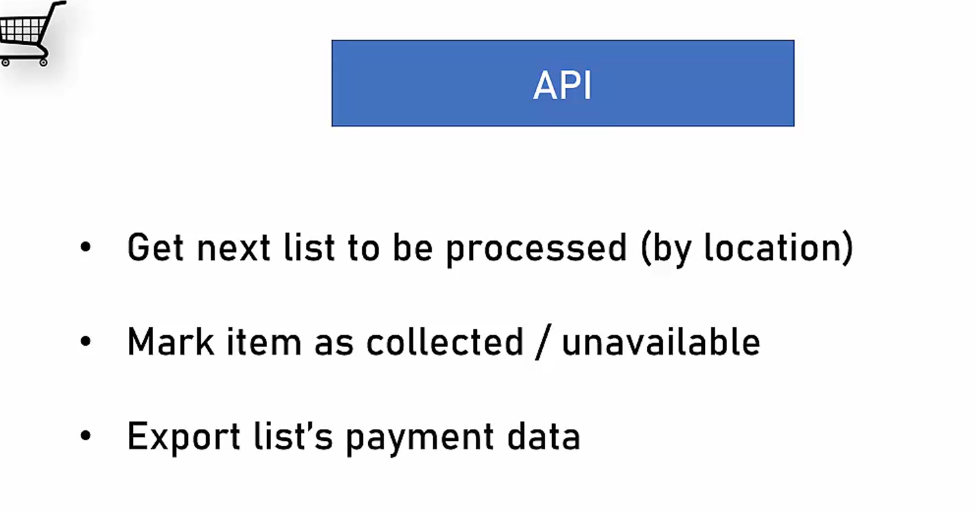 API
• Get next list to be processed (by location)
• Mark item as collected / unavailable
• Export list's payment data